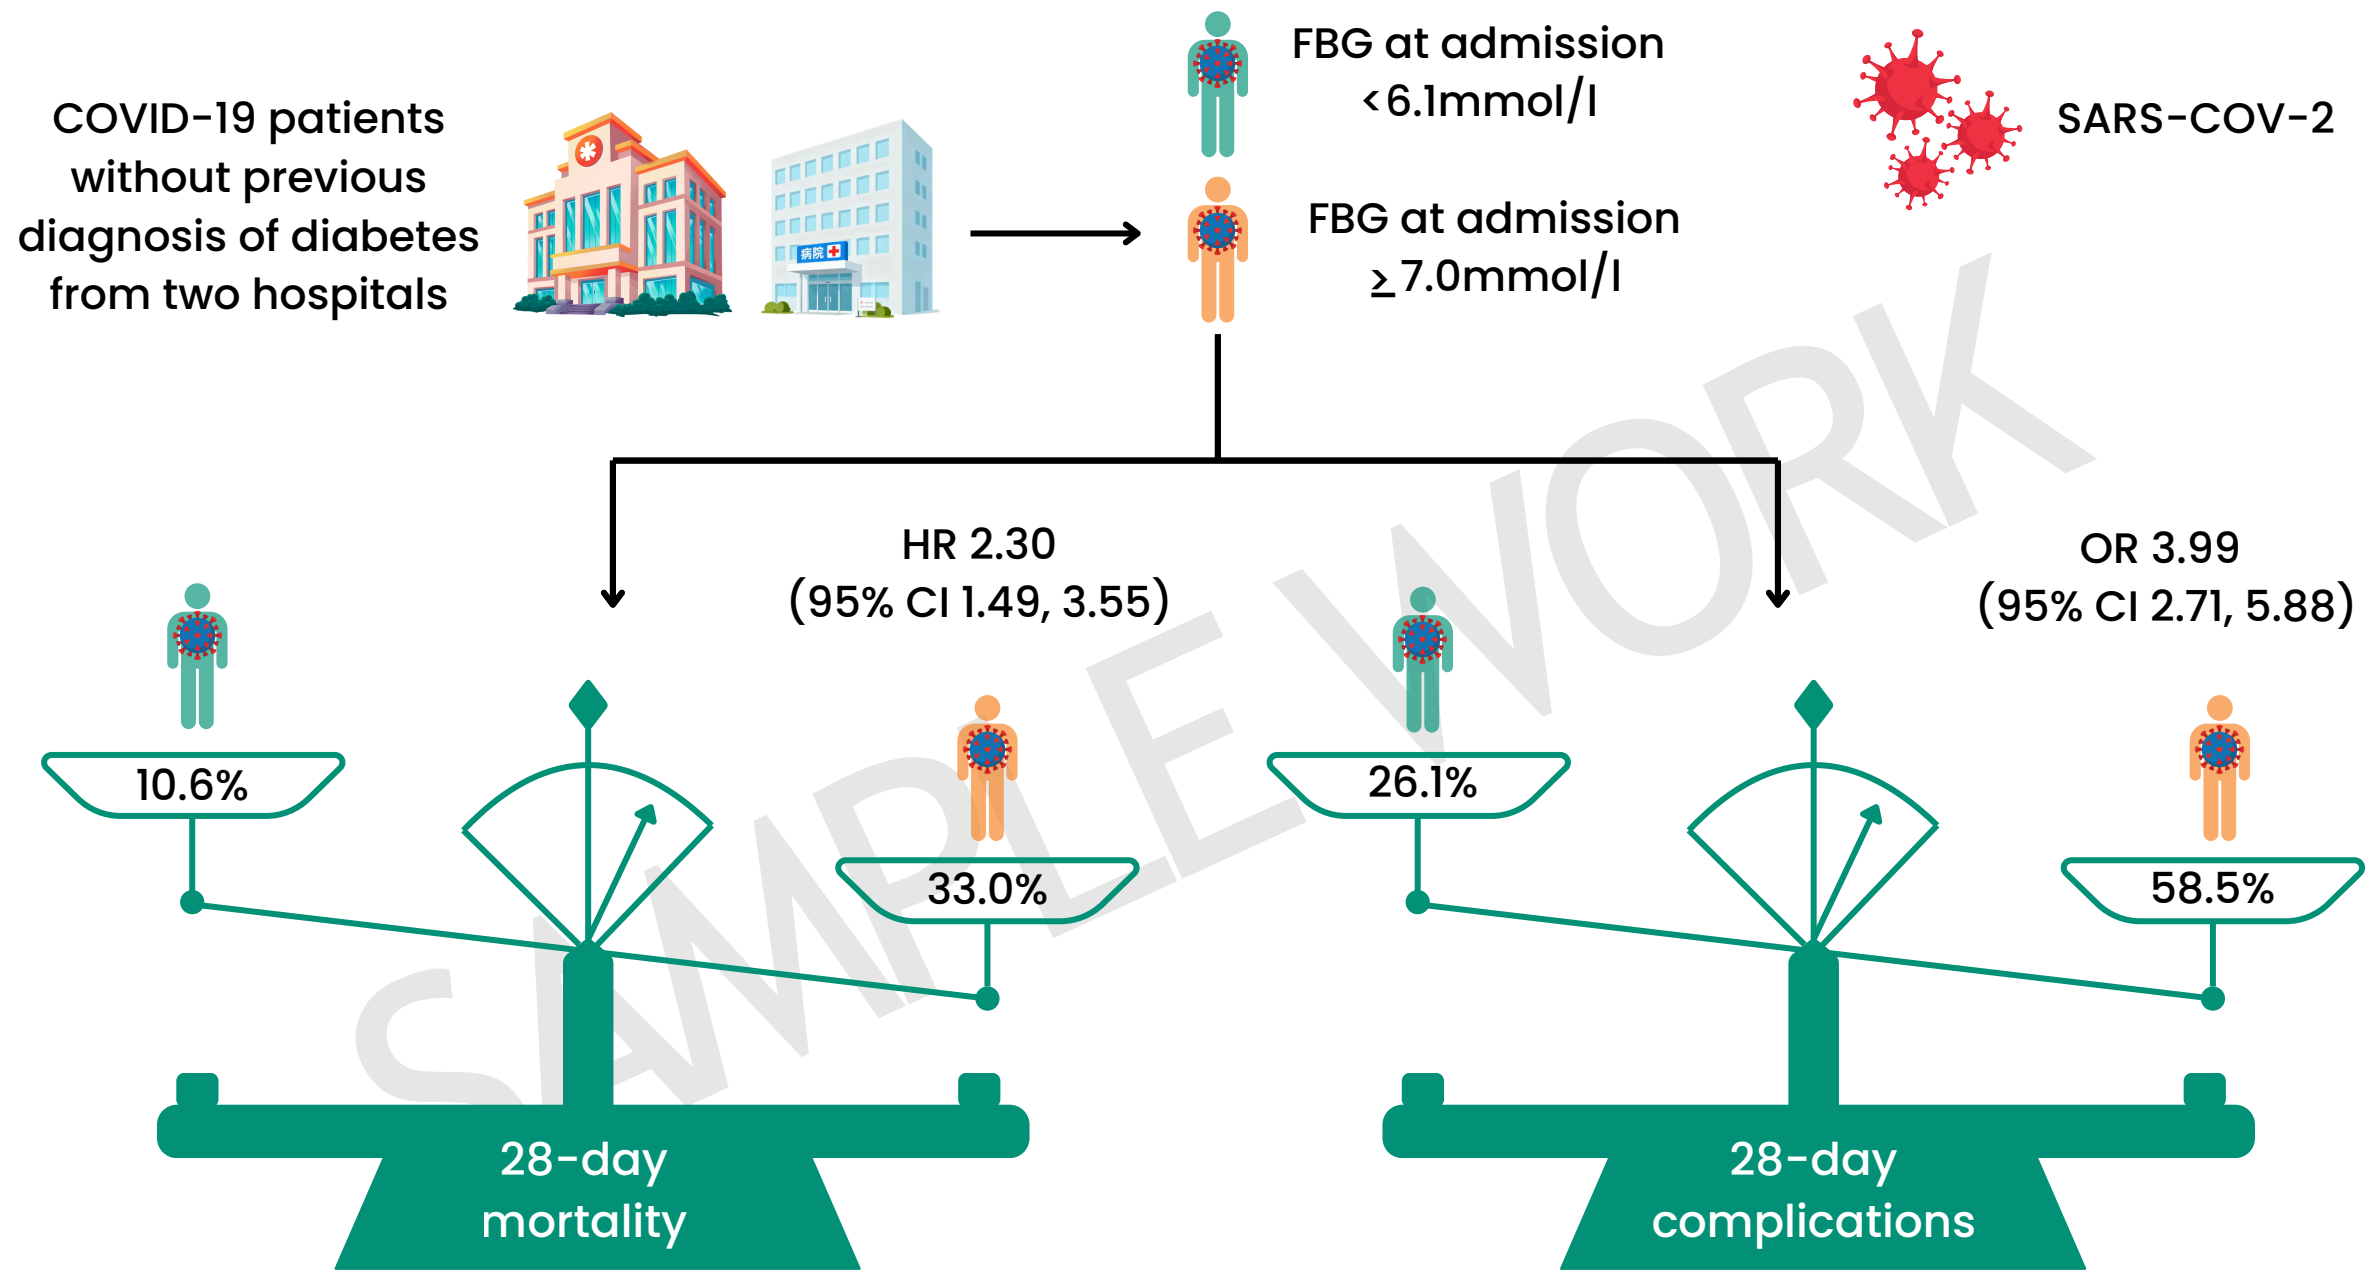 COVID-19 patients
without previous
diagnosis of diabetes
from two hospitals
病院
FBG at admission
<6.1mmol/l
FBG at admission
≥ 7.0mmol/l
SARS-COV-2
HR 2.30
(95% CI 1.49, 3.55)
OR 3.99
(95% CI 2.71, 5.88)
10.6%
33.0%
26.1%
58.5%
28-day
mortality
28-day
complications
SAMPLE WORK